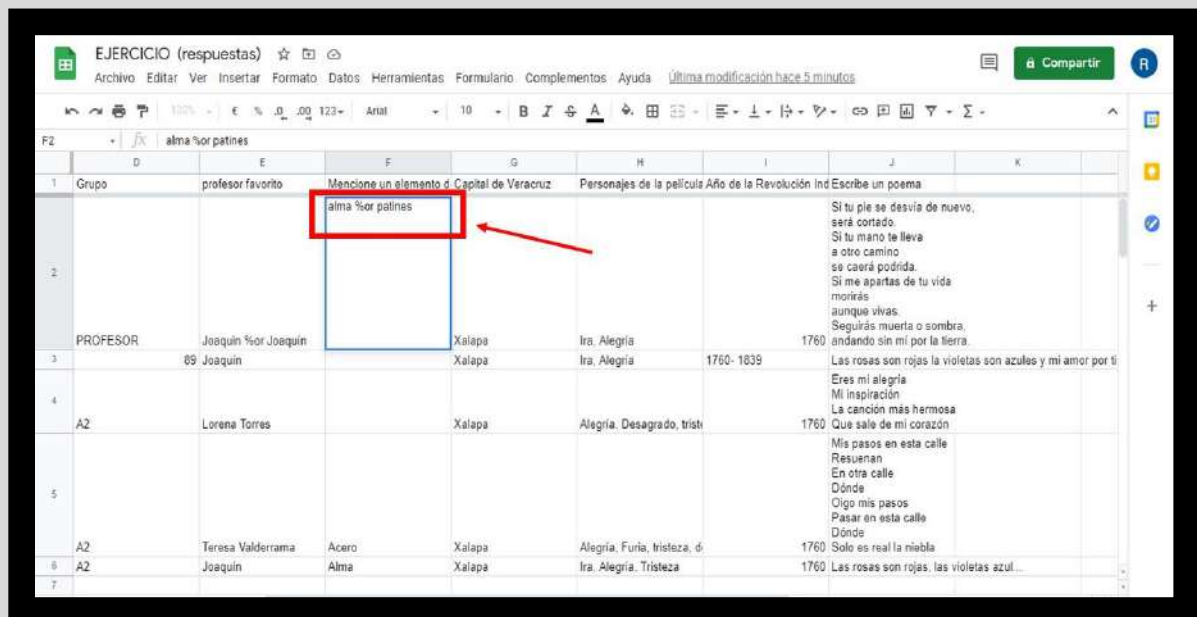 EJERCICIO (respuestas)
Archivo Editar Ver Insertar Formato Datos Herramientas Formulario Complementos Ayuda Última modificación hace 5 minutos
Compartir
R
100% € % .0 .00 123 Arial 10 B I S A
F2 fx alma %or patines
D E F G H I J K
1 Grupo profesor favorito Mencione un elemento d Capital de Veracruz Personajes de la película Año de la Revolución Ind Escribe un poema
alma %or patines
Si tu pie se desvía de nuevo,
será cortado.
Si tu mano te lleva
a otro camino
se caerá podrida.
Si me apartas de tu vida
morirás
aunque vivas.
Seguirás muerta o sombra,
2 PROFESOR Joaquin %or Joaquin Xalapa Ira, Alegría 1760 andando sin mí por la tierra.
3 89 Joaquín Xalapa Ira, Alegría 1760- 1839 Las rosas son rojas la violetas son azules y mi amor por ti
Eres mi alegría
Mi inspiración
La canción más hermosa
4 A2 Lorena Torres Xalapa Alegría, Desagrado, triste 1760 Que sale de mi corazón
Mis pasos en esta calle
Resuenan
En otra calle
Dónde
Oigo mis pasos
Pasar en esta calle
Dónde
5 A2 Teresa Valderrama Acero Xalapa Alegría, Furia, tristeza, d 1760 Solo es real la niebla
6 A2 Joaquín Alma Xalapa Ira, Alegría, Tristeza 1760 Las rosas son rojas, las violetas azul...
7